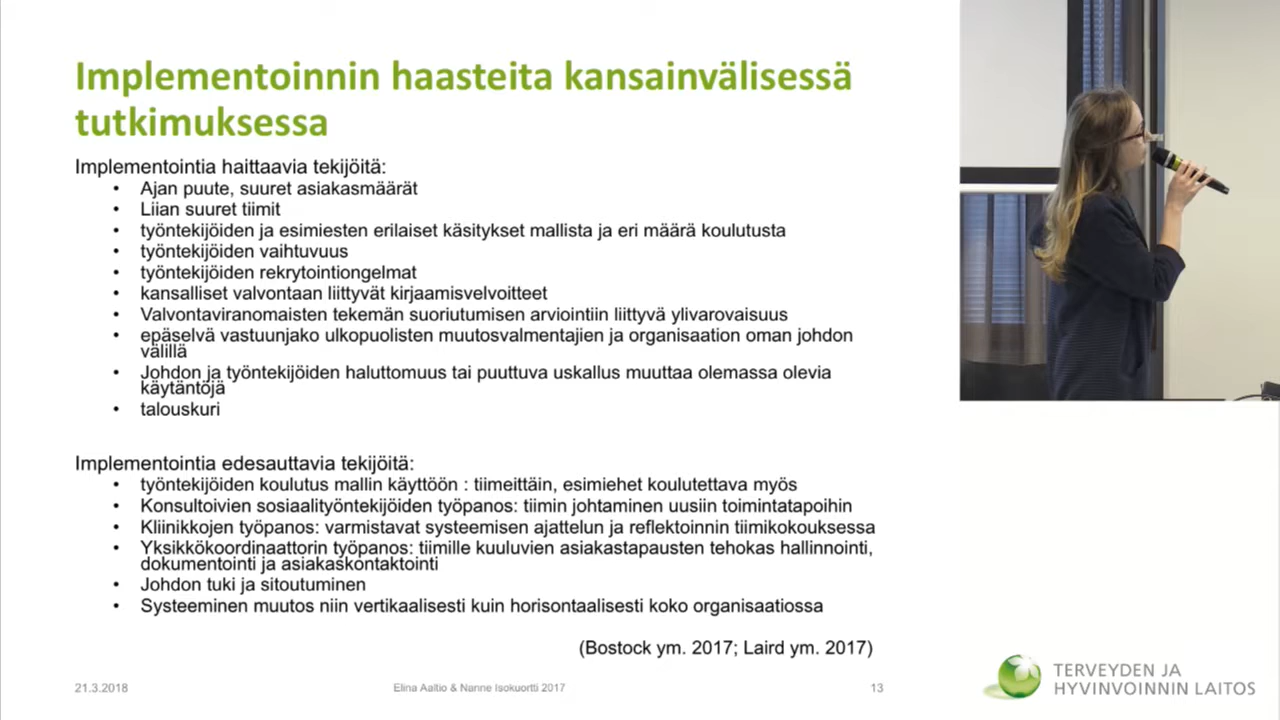 Implementoinnin haasteita kansainvälisessä
tutkimuksessa
Implementointia haittaavia tekijöitä:
• Ajan puute, suuret asiakasmäärät
• Liian suuret tiimit
• työntekijöiden ja esimiesten erilaiset käsitykset mallista ja eri määrä koulutusta
• työntekijöiden vaihtuvuus
• työntekijöiden rekrytointiongelmat
• kansalliset valvontaan liittyvät kirjaamisvelvoitteet
• Valvontaviranomaisten tekemän suoriutumisen arviointiin liittyvä ylivarovaisuus
• epäselvä vastuunjako ulkopuolisten muutosvalmentajien ja organisaation oman johdon
välillä
• Johdon ja työntekijöiden haluttomuus tai puuttuva uskallus muuttaa olemassa olevia
käytäntöjä
• talouskuri
Implementointia edesauttavia tekijöitä:
• työntekijöiden koulutus mallin käyttöön : tiimeittäin, esimiehet koulutettava myös
• Konsultoivien sosiaalityöntekijöiden työpanos: tiimin johtaminen uusiin toimintatapoihin
• Kliinikkojen työpanos: varmistavat systeemisen ajattelun ja reflektoinnin tiimikokouksessa
• Yksikkökoordinaattorin työpanos: tiimille kuuluvien asiakastapausten tehokas hallinnointi,
dokumentointi ja asiakaskontaktointi
• Johdon tuki ja sitoutuminen
• Systeeminen muutos niin vertikaalisesti kuin horisontaalisesti koko organisaatiossa
(Bostock ym. 2017; Laird ym. 2017)
21.3.2018
Elina Aaltio & Nanne Isokuortti 2017
13
TERVEYDEN JA
HYVINVOINNIN LAITOS